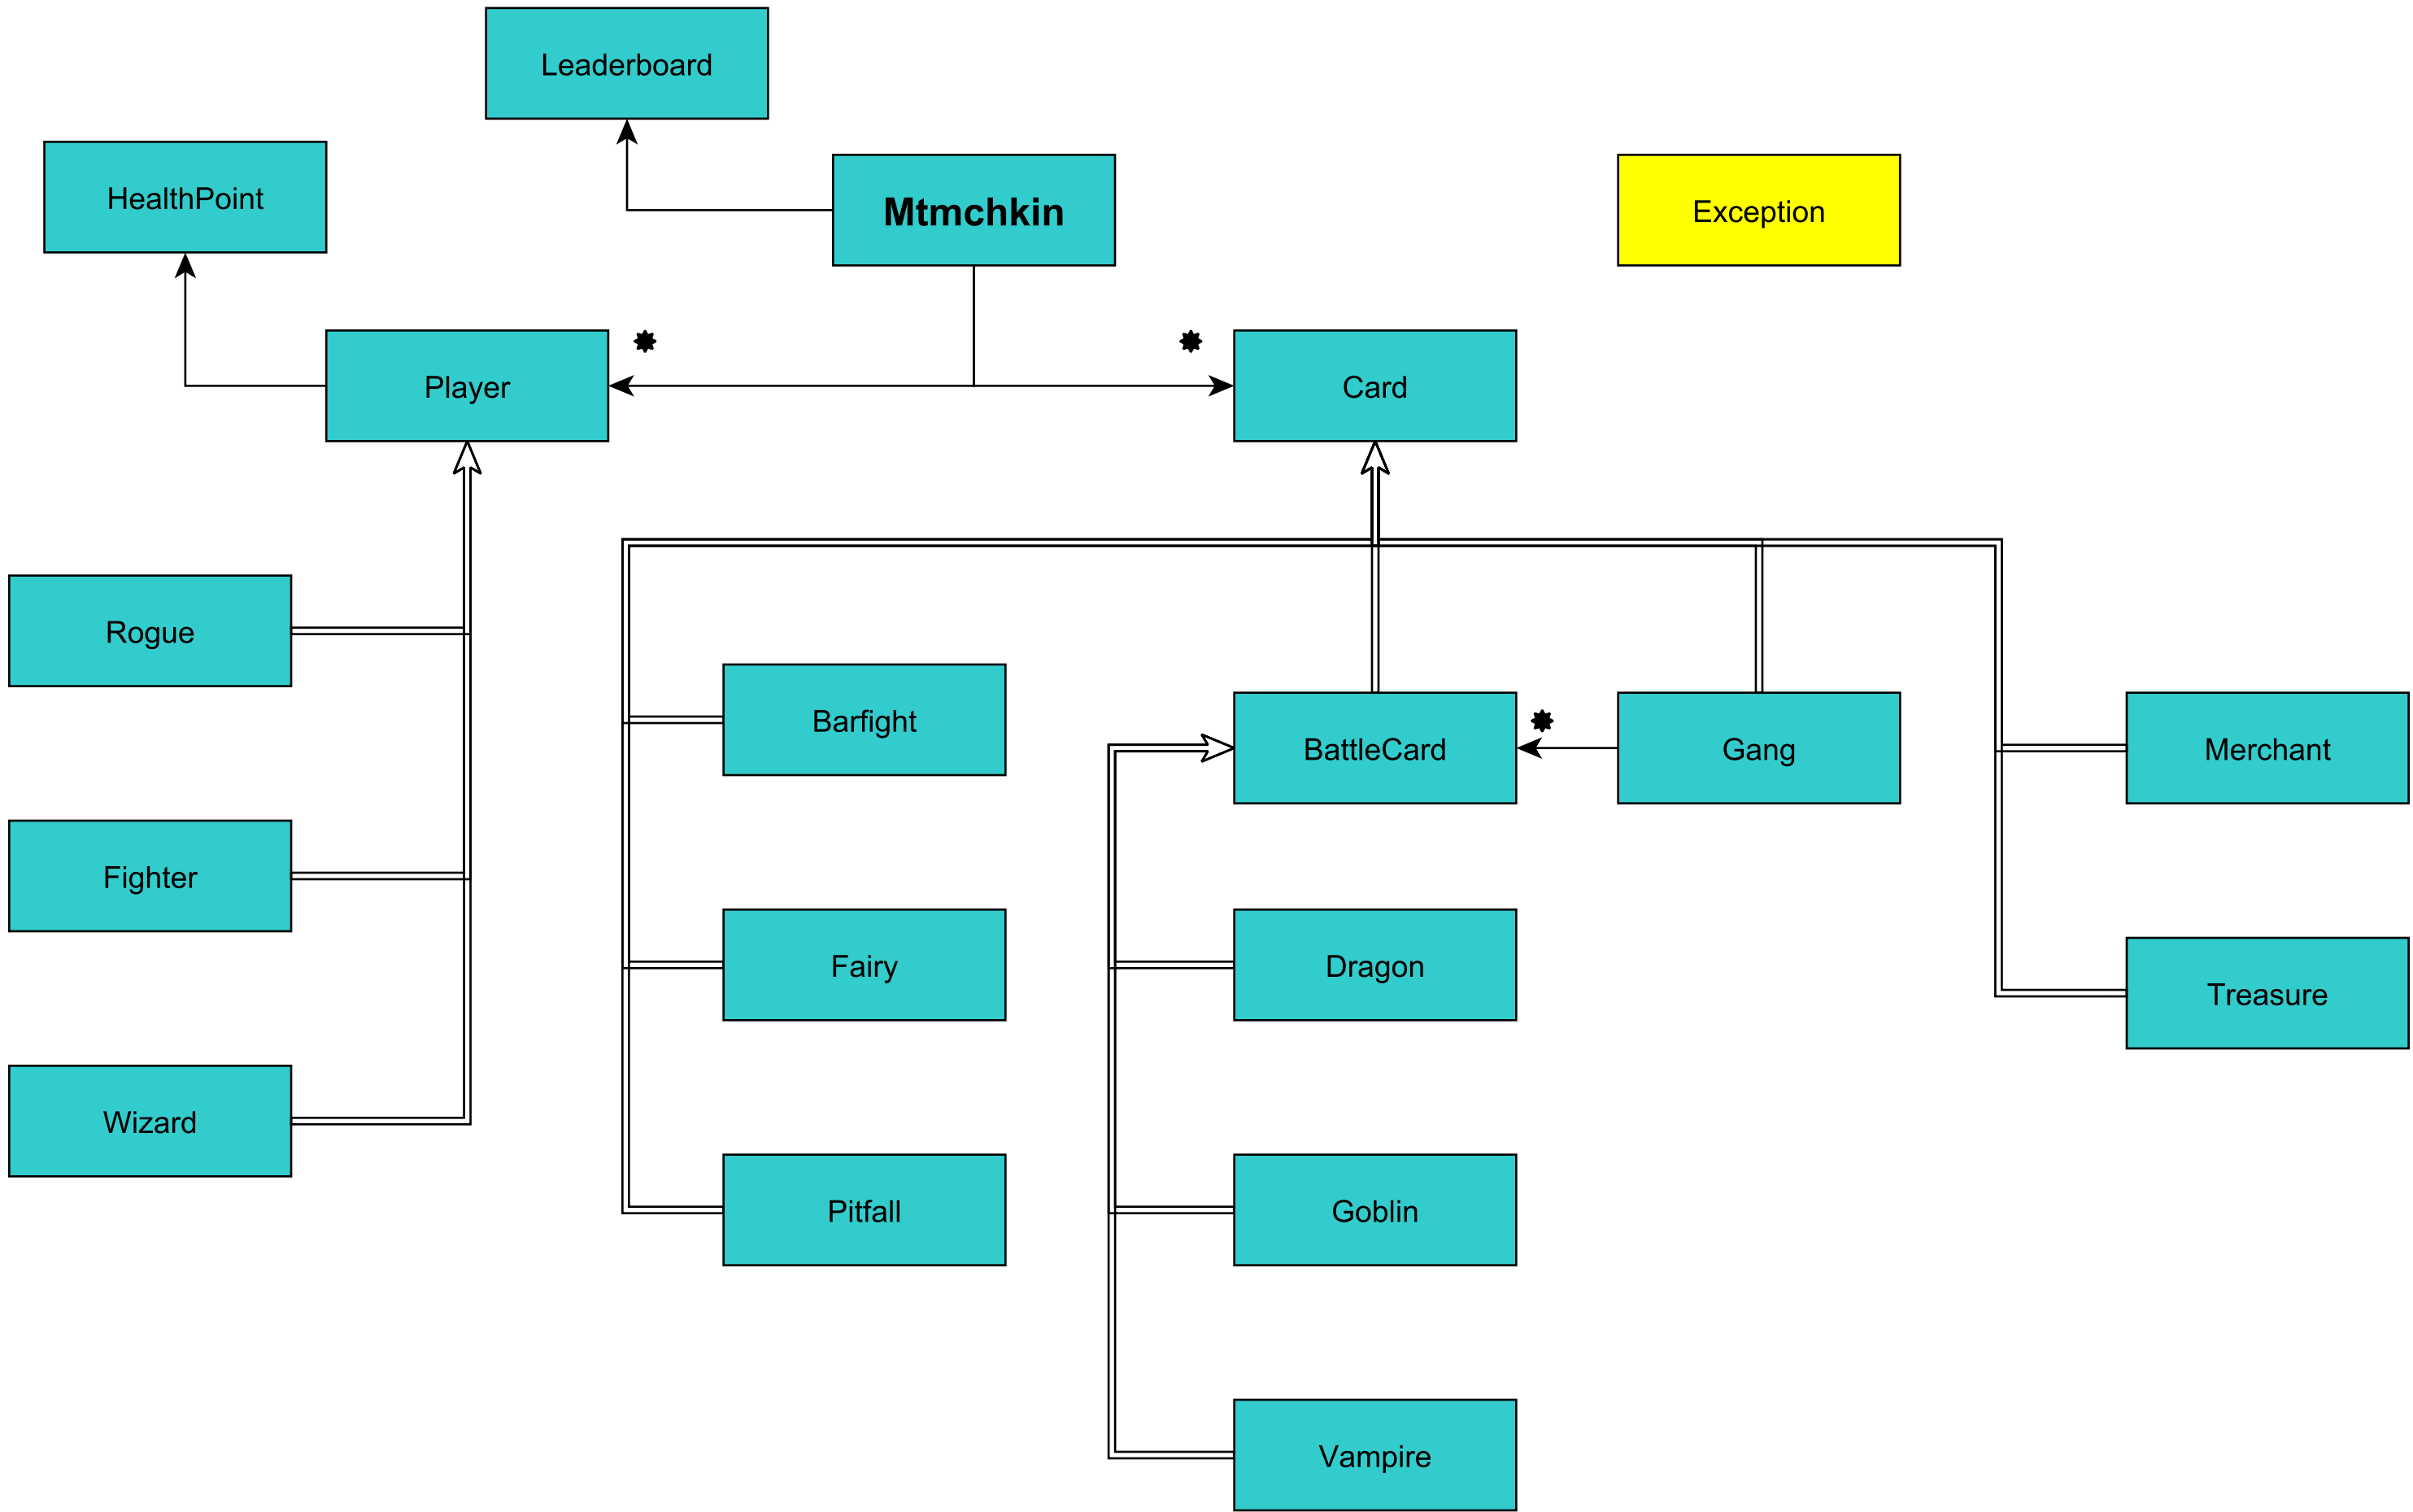 Leaderboard
HealthPoint
Mtmchkin
Exception
Player
*
*
Card
Rogue
Barfight
BattleCard
*
Gang
Merchant
Fighter
Fairy
Dragon
Treasure
Wizard
Pitfall
Goblin
Vampire